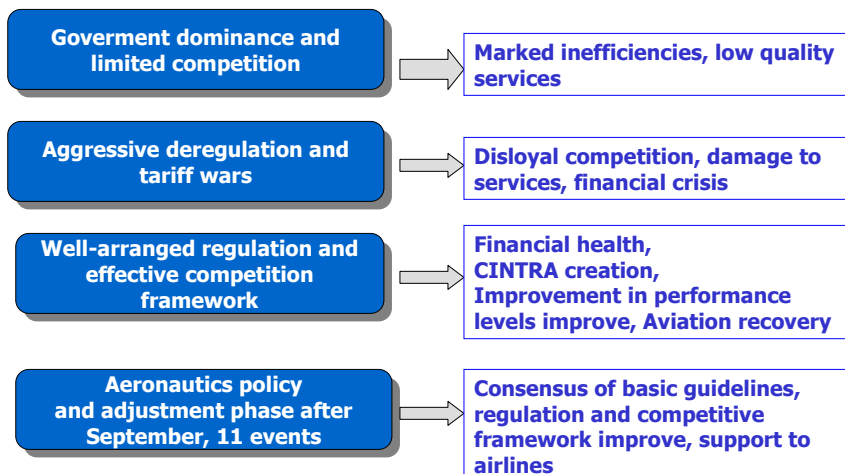 Goverment dominance and
limited competition
Marked inefficiencies, low quality
services
Aggressive deregulation and
tariff wars
Disloyal competition, damage to
services, financial crisis
Well-arranged regulation and
effective competition
framework
Financial health,
CINTRA creation,
Improvement in performance
levels improve, Aviation recovery
Aeronautics policy
and adjustment phase after
September, 11 events
Consensus of basic guidelines,
regulation and competitive
framework improve, support to
airlines